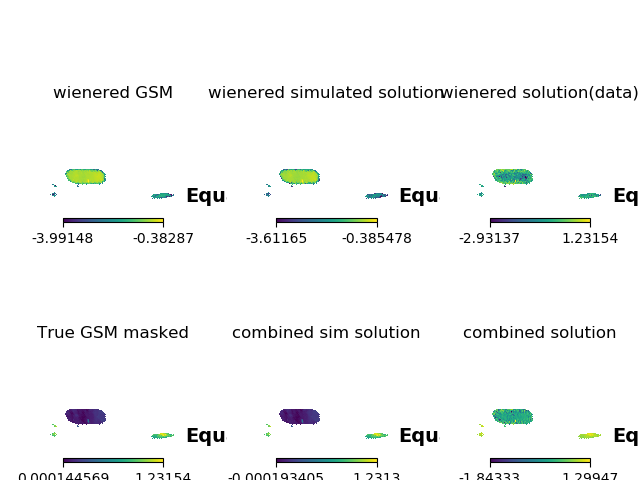 wienered GSM
wienered simulated solution
wienered solution(data)
Equ
Equ
Eq
-3.99148
-0.38287
-3.61165
-0.385478
-2.93137
1.23154
True GSM masked
combined sim solution
combined solution
Equ
Equ
Eq
0.000144569
1.23154
-0.000193405
1.2313
-1.84333
1.29947